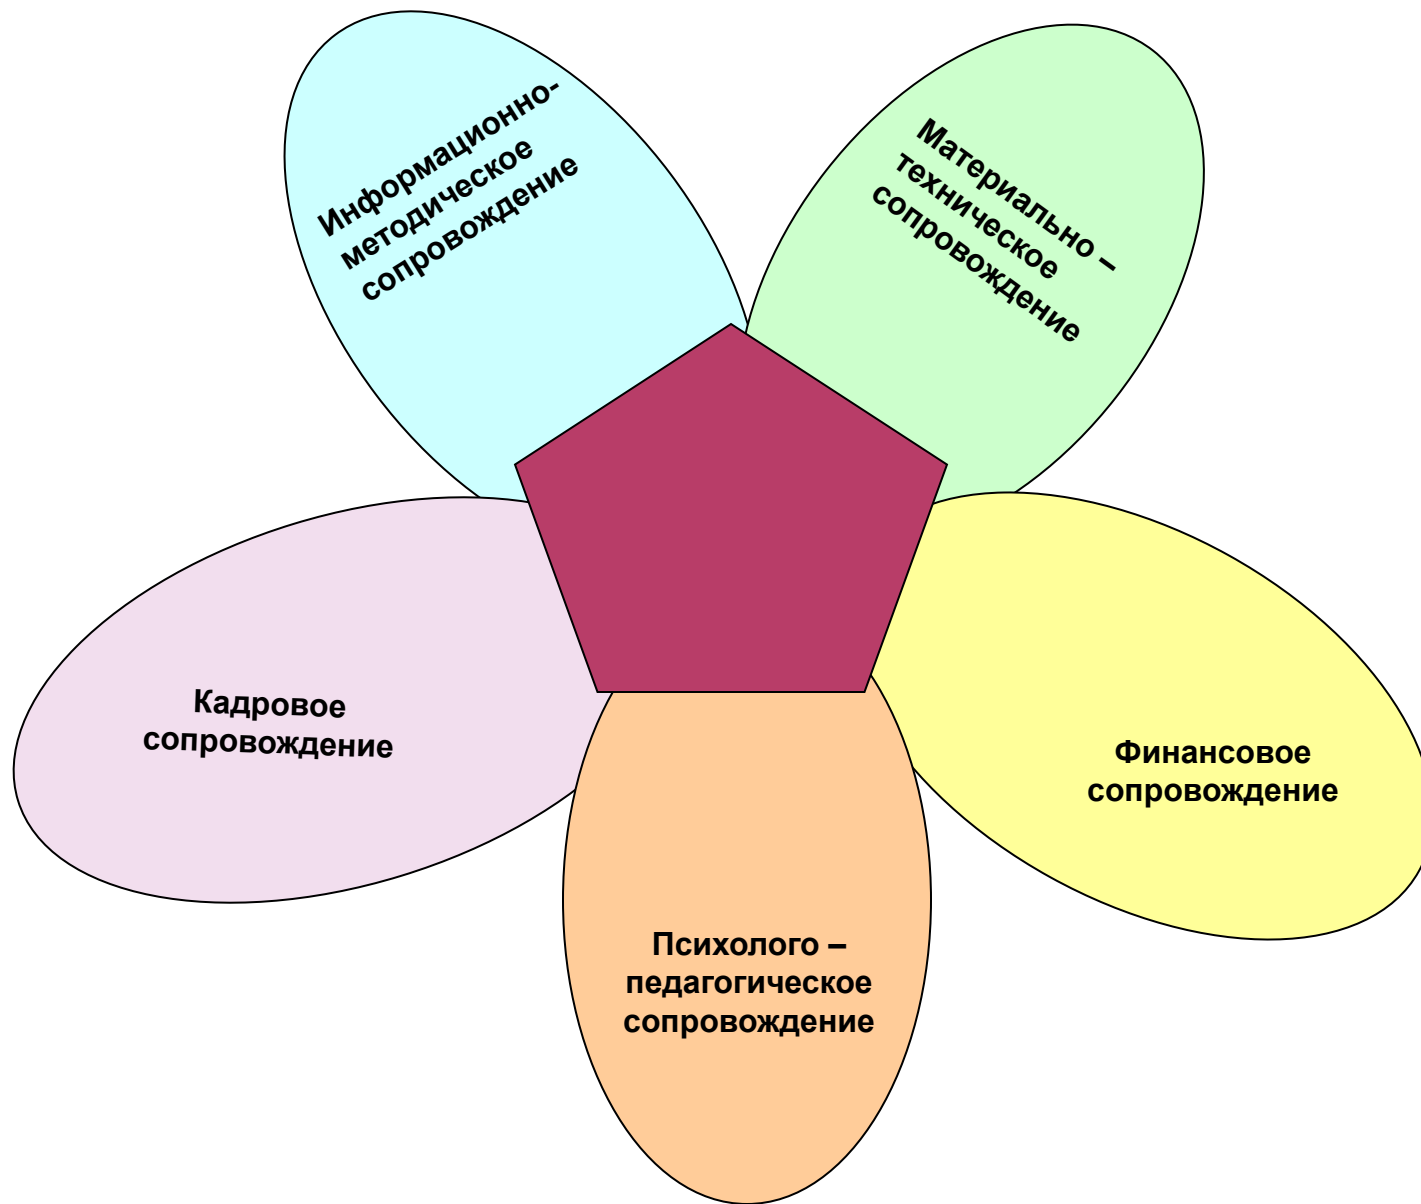 Информационно-
методическое
сопровождение
Материально –
техническое
сопровождение
Кадровое
сопровождение
Финансовое
сопровождение
Психолого –
педагогическое
сопровождение